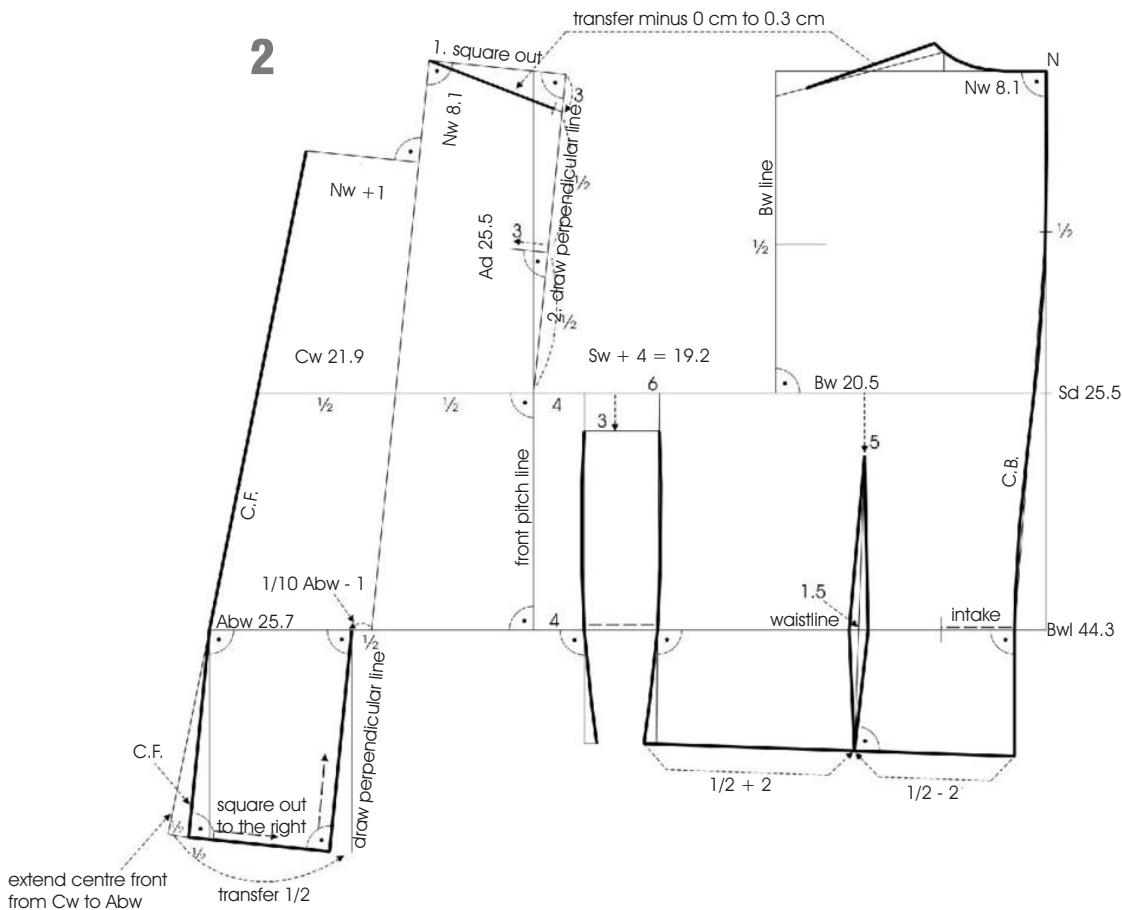 2
transfer minus 0 cm to 0.3 cm
1. square out
N
3
Nw 8.1
Nw 8.1
2. draw perpendicular line
½
Nw +1
Bw line
3
½
½
Ad 25.5
½
Cw 21.9
Sw + 4 = 19.2
6
Bw 20.5
Sd 25.5
½
½
4
3
5
C.B.
C.F.
front pitch line
1/10 Abw - 1
1.5
Abw 25.7
½
4
waistline
intake
Bwl 44.3
draw perpendicular line
C.F.
1/2 + 2
1/2 - 2
square out
to the right
½
½
extend centre front
from Cw to Abw
transfer 1/2